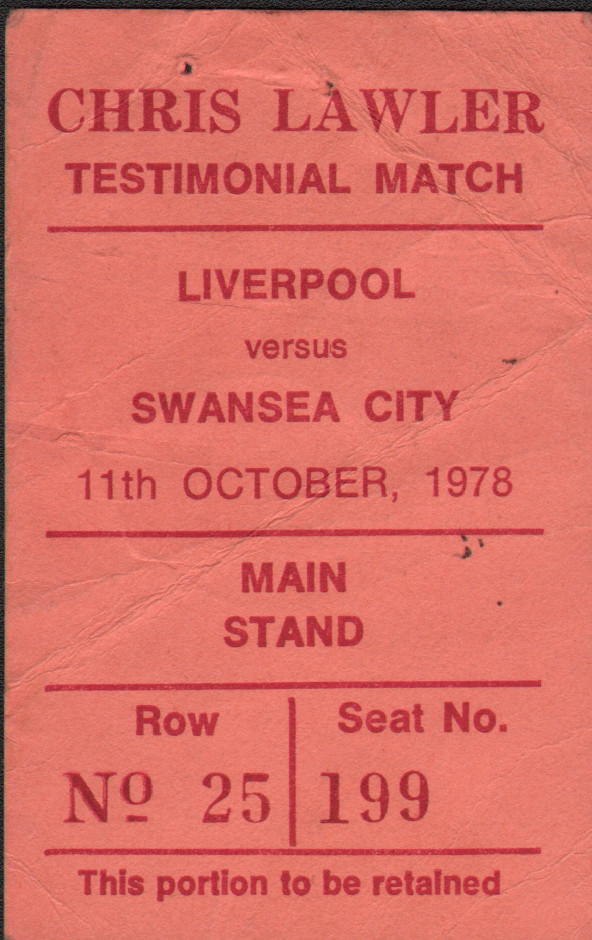 CHRIS LAWLER
TESTIMONIAL MATCH
LIVERPOOL
versus
SWANSEA CITY
11th OCTOBER, 1978
MAIN
STAND
Row
Seat No.
Nº 25
199
This portion to be retained